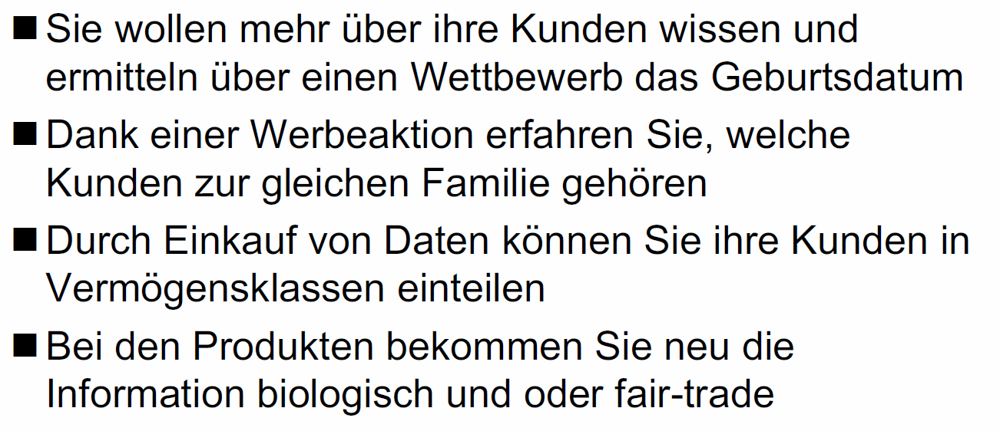 ■ Sie wollen mehr über ihre Kunden wissen und
ermitteln über einen Wettbewerb das Geburtsdatum
■ Dank einer Werbeaktion erfahren Sie, welche
Kunden zur gleichen Familie gehören
■ Durch Einkauf von Daten können Sie ihre Kunden in
Vermögensklassen einteilen
■ Bei den Produkten bekommen Sie neu die
Information biologisch und oder fair-trade